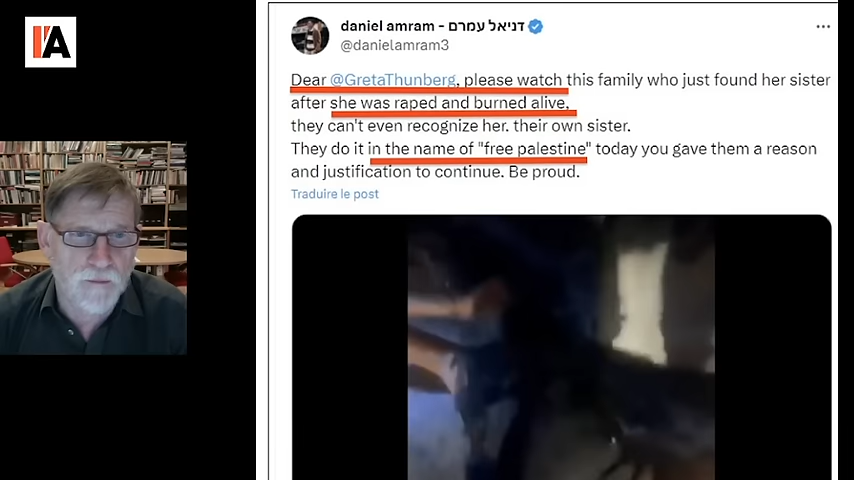 IA
daniel amram - דניאל עמרם
@danielamram3
Dear @GretaThunberg, please watch this family who just found her sister
after she was raped and burned alive,
they can't even recognize her. their own sister.
They do it in the name of "free palestine" today you gave them a reason
and justification to continue. Be proud.
Traduire le post